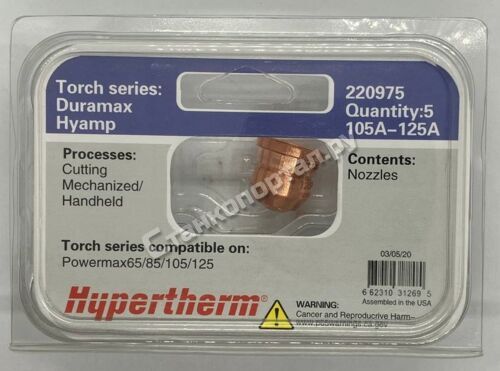 Torch series:
Duramax
Hyamp
220975
Quantity:5
105A–125A
Processes:
Cutting
Mechanized/
Handheld
Contents:
Nozzles
Torch series compatible on:
Powermax65/85/105/125
03/05/20
6 62310 31269 5
Assembled in the USA
Hypertherm®
WARNING:
Cancer and Reproductive Harm–
www.p65warnings.ca.gov
Станкопортал.ру